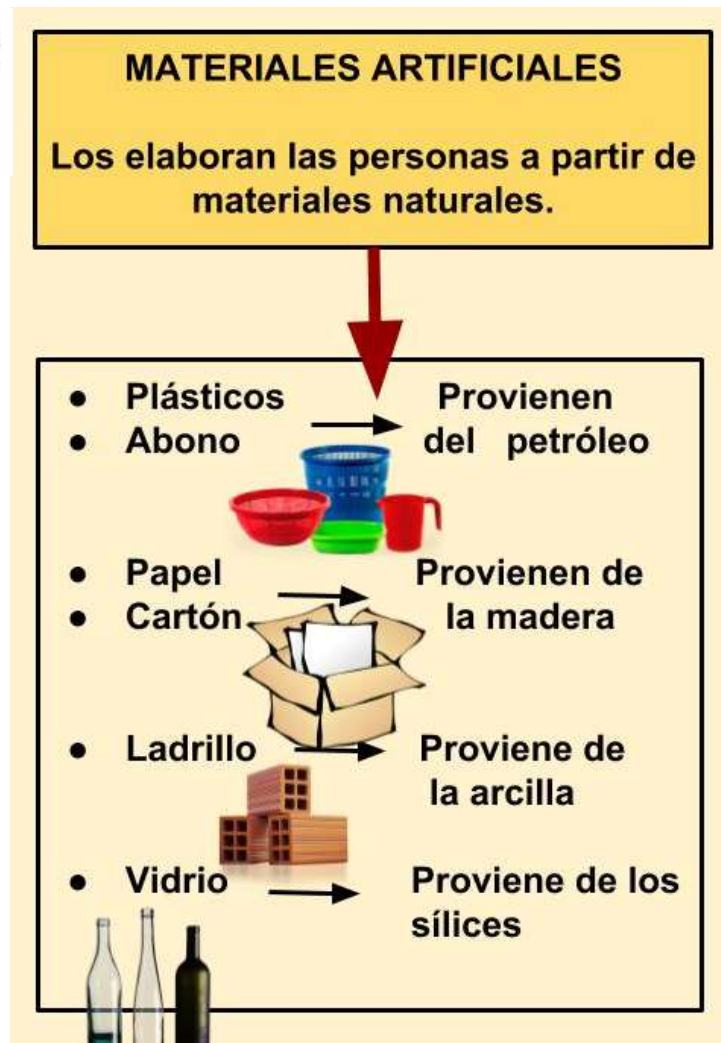 MATERIALES ARTIFICIALES
Los elaboran las personas a partir de
materiales naturales.
● Plásticos Provienen
● Abono del petróleo
● Papel Provienen de
● Cartón la madera
● Ladrillo Proviene de
la arcilla
● Vidrio Proviene de los
sílices